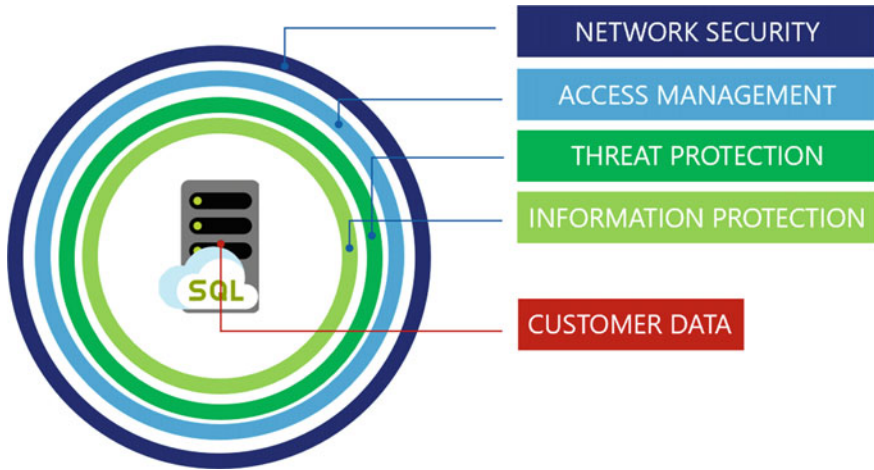 NETWORK SECURITY
ACCESS MANAGEMENT
THREAT PROTECTION
INFORMATION PROTECTION
SQL
CUSTOMER DATA